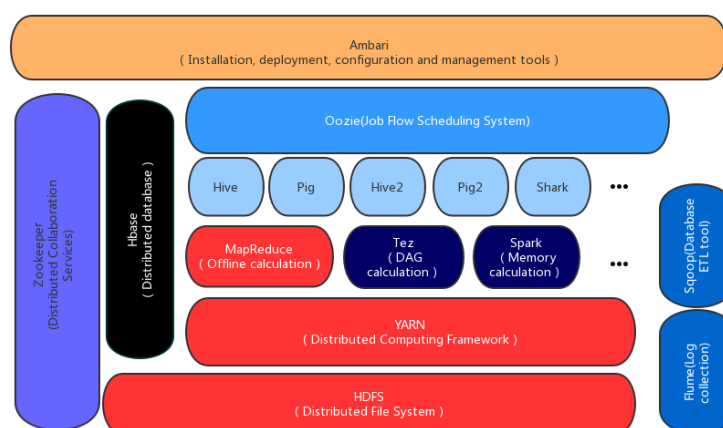 Ambari
( Installation, deployment, configuration and management tools )
Oozie(Job Flow Scheduling System)
Zookeeper
(Distributed Collaboration
Services)
Hbase
( Distributed database )
Hive
Pig
Hive2
Pig2
Shark
•••
MapReduce
( Offline calculation )
Tez
( DAG
calculation )
Spark
( Memory
calculation )
•••
Sqoop(Database
ETL tool)
YARN
( Distributed Computing Framework )
Flume(Log
collection)
HDFS
( Distributed File System )